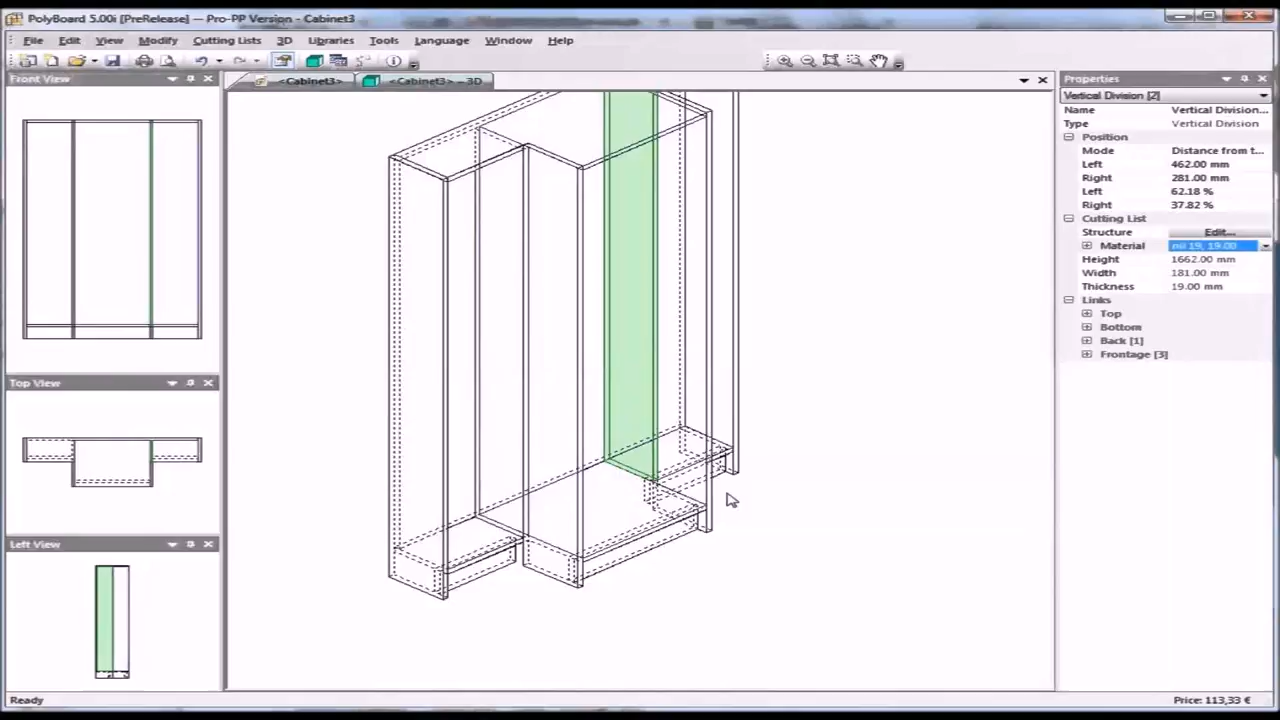 PolyBoard 5.00i [PreRelease] — Pro-PP Version - Cabinet3
File Edit View Modify 3D Cutting Lists Libraries Tools Language Window Help
Front View
<Cabinet3>
<Cabinet3> - 3D
Properties
Vertical Division [2]
Name Vertical Division...
Type Vertical Division
Position
Mode Distance from t...
Left 462.00 mm
Right 281.00 mm
Left 62.18 %
Right 37.82 %
Cutting List
Structure Edit...
Material mil 19, 19.00
Height 1662.00 mm
Width 181.00 mm
Thickness 19.00 mm
Links
Top
Bottom
Back [1]
Frontage [3]
Top View
Left View
Ready
Price: 113,33 €